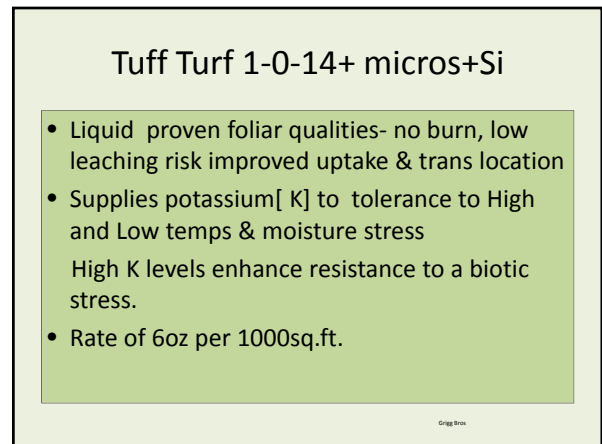 Tuff Turf 1-0-14+ micros+Si
• Liquid  proven foliar qualities- no burn, low
leaching risk improved uptake & trans location
• Supplies potassium[ K] to  tolerance to High
and Low temps & moisture stress
High K levels enhance resistance to a biotic
stress.
• Rate of 6oz per 1000sq.ft.
Grigg Bros